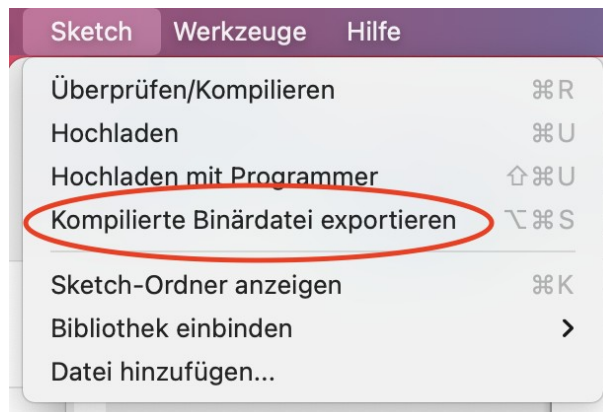 Sketch Werkzeuge Hilfe
Überprüfen/Kompilieren ⌘R
Hochladen ⌘U
Hochladen mit Programmer ⇧⌘U
Kompilierte Binärdatei exportieren ⌥⌘S
Sketch-Ordner anzeigen ⌘K
Bibliothek einbinden >
Datei hinzufügen...